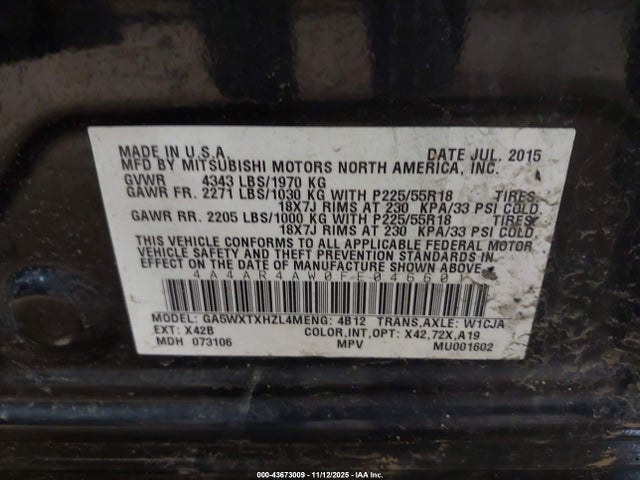 MADE IN U.S.A. DATE JUL. 2015
MFD BY MITSUBISHI MOTORS NORTH AMERICA, INC.
GVWR 4343 LBS/1970 KG
GAWR FR. 2271 LBS/1030 KG WITH P225/55R18 TIRES.
18X7J RIMS AT 230 KPA/33 PSI COLD.
GAWR RR. 2205 LBS/1000 KG WITH P225/55R18 TIRES
18X7J RIMS AT 230 KPA/33 PSI COLD.
THIS VEHICLE CONFORMS TO ALL APPLICABLE FEDERAL MOTOR
VEHICLE SAFETY AND THEFT PREVENTION STANDARDS IN
EFFECT ON THE DATE OF MANUFACTURE SHOWN ABOVE
MODEL: GA5WXTXHZL4M ENG: 4B12 TRANS,AXLE: W1CJA
EXT: X42B COLOR,INT,OPT: X42,72X,A19
MDH 073106 MPV MU001602
000-43673009 - 11/12/2025 - IAA Inc.